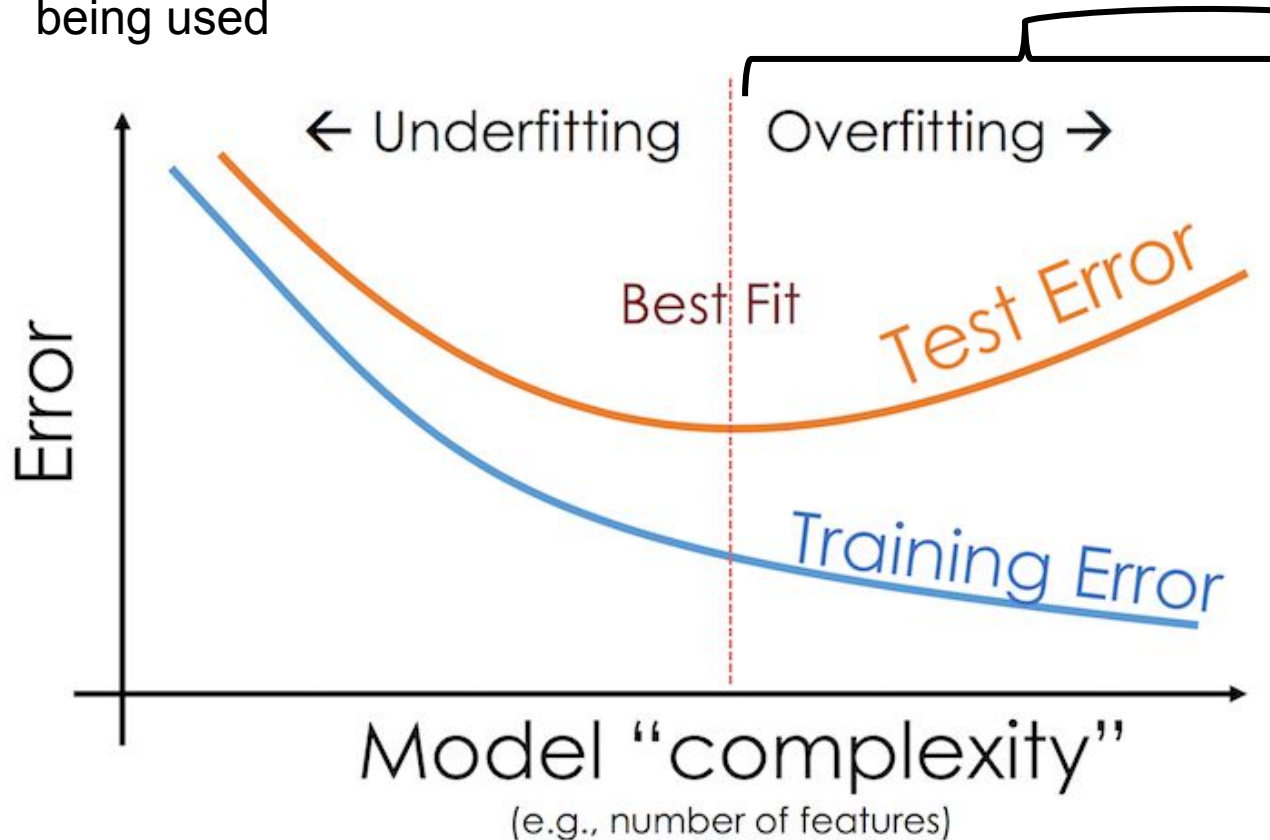 being used
← Underfitting
Overfitting →
Best Fit
Test Error
Error
Training Error
Model “complexity”
(e.g., number of features)